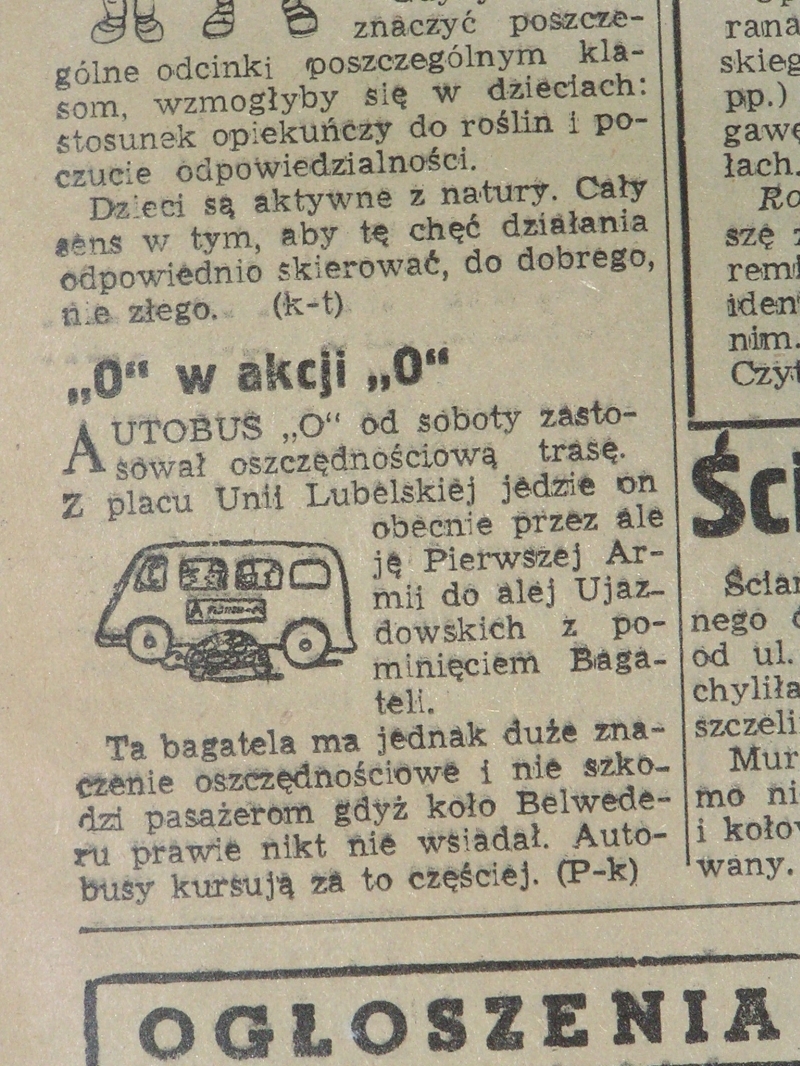 znaczyć poszcze-
gólne odcinki poszczególnym kla-
som, wzmogłyby się w dzieciach:
stosunek opiekuńczy do roślin i po-
czucie odpowiedzialności.
Dzieci są aktywne z natury. Cały
sens w tym, aby tę chęć działania
odpowiednio skierować, do dobrego,
nie złego. (k-t)
„O“ w akcji „O“
AUTOBUS „O“ od soboty zasto-
sował oszczędnościową trasę.
Z placu Unii Lubelskiej jedzie on
obecnie przez ale
ję Pierwszej Ar-
mii do alej Ujaz-
dowskich z po-
minięciem Baga-
teli.
Ta bagatela ma jednak duże zna-
czenie oszczędnościowe i nie szko-
dzi pasażerom gdyż koło Belwede-
ru prawie nikt nie wsiadał. Auto-
busy kursują za to częściej. (P-k)
rana
skieg
pp.)
gawę
łach.
Ro
szę
remi
iden
nim.
Czyt
Ści
Ścian
nego
od ul.
chyliła
szczeli
Mur
mo ni
i koło
wany.
OGŁOSZENIA